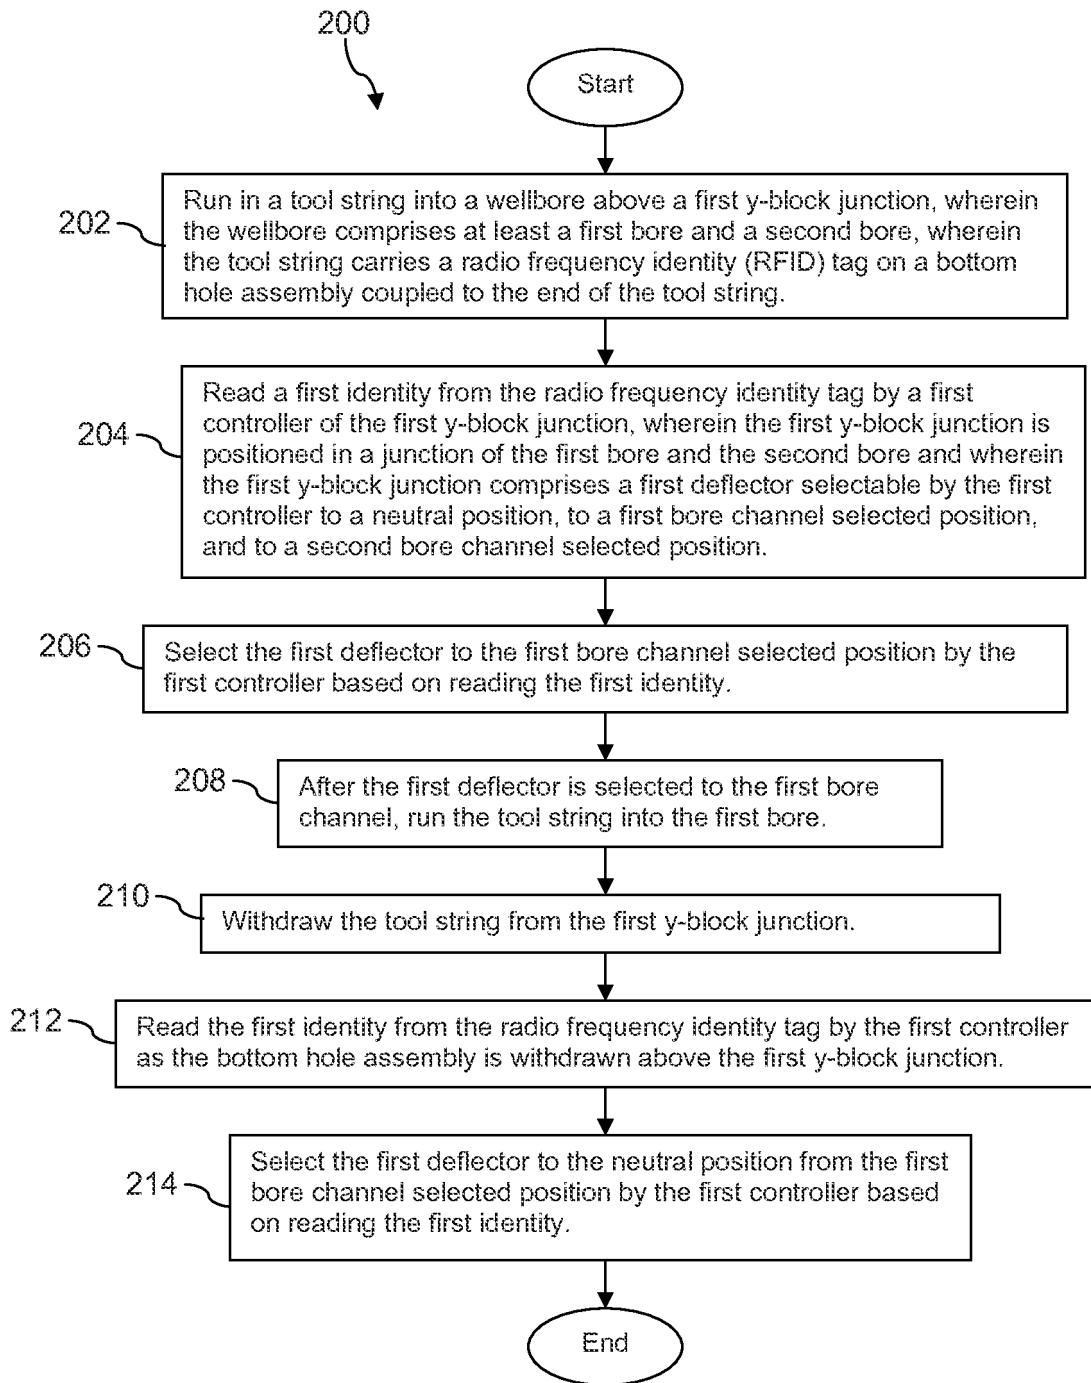 200
Start
202
Run in a tool string into a wellbore above a first y-block junction, wherein
the wellbore comprises at least a first bore and a second bore, wherein
the tool string carries a radio frequency identity (RFID) tag on a bottom
hole assembly coupled to the end of the tool string.
204
Read a first identity from the radio frequency identity tag by a first
controller of the first y-block junction, wherein the first y-block junction is
positioned in a junction of the first bore and the second bore and wherein
the first y-block junction comprises a first deflector selectable by the first
controller to a neutral position, to a first bore channel selected position,
and to a second bore channel selected position.
206
Select the first deflector to the first bore channel selected position by the
first controller based on reading the first identity.
208
After the first deflector is selected to the first bore
channel, run the tool string into the first bore.
210
Withdraw the tool string from the first y-block junction.
212
Read the first identity from the radio frequency identity tag by the first controller
as the bottom hole assembly is withdrawn above the first y-block junction.
214
Select the first deflector to the neutral position from the first
bore channel selected position by the first controller based
on reading the first identity.
End